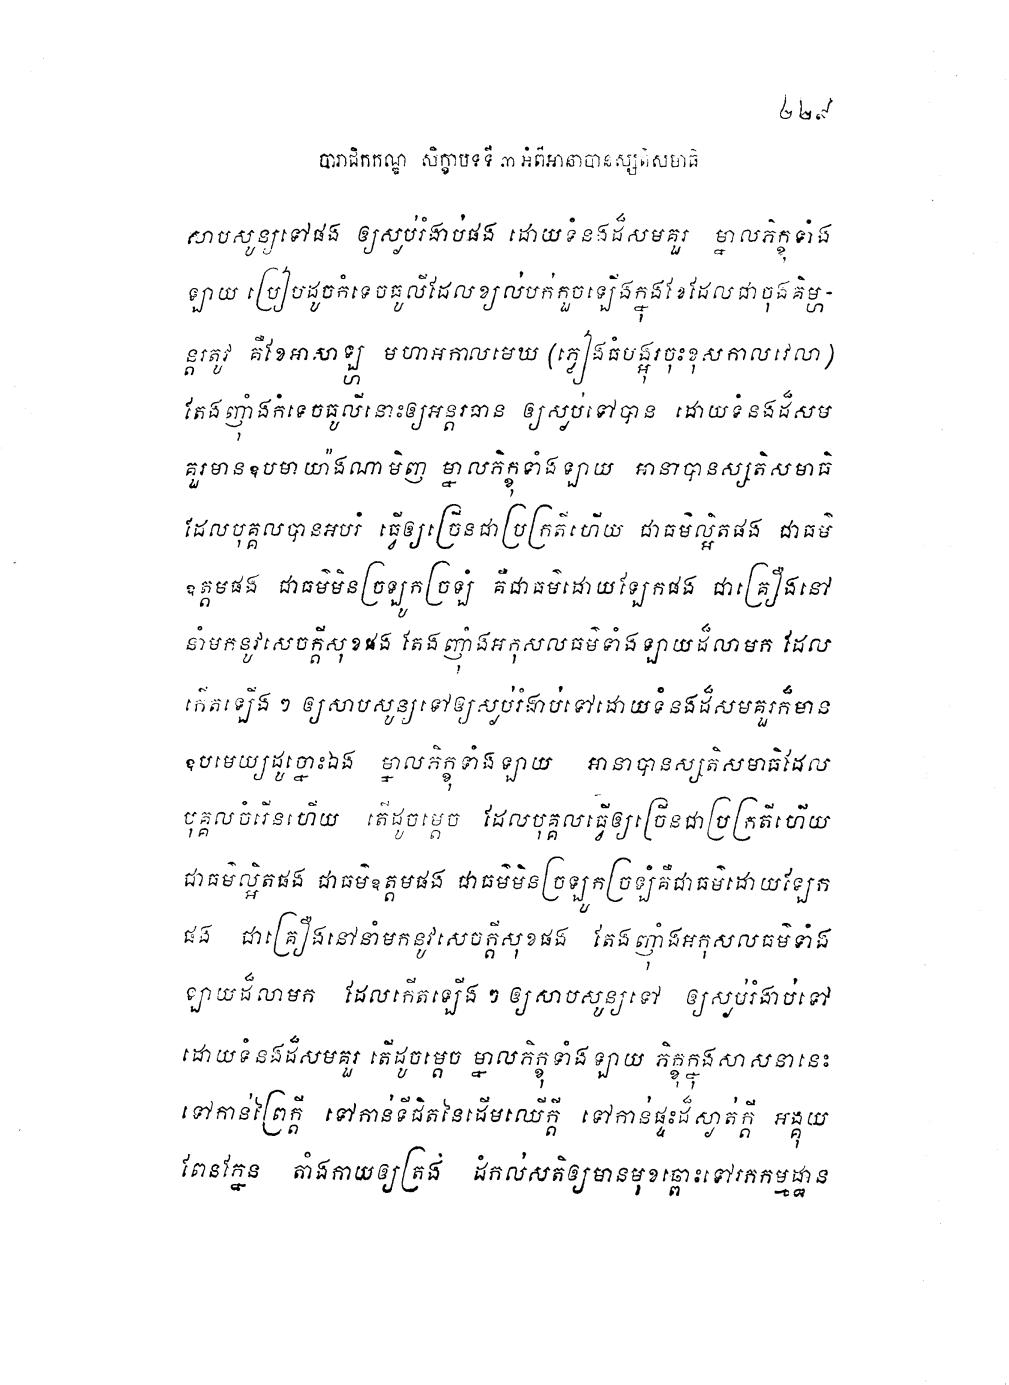 ៤២៩
បារាជិកកណ្ឌ សិក្ខាបទទី ៣ អំពីអានាបានស្សតិសមាធិ
សាបសូន្យទៅផង ឲ្យស្ងប់រំងាប់ផង ដោយទំនងដ៏សមគួរ ម្នាលភិក្ខុទាំង
ឡាយ ប្រៀបដូចកំទេចធូលីដែលខ្យល់បក់កួចឡើងក្នុងខែដែលជាចុងគិម្ហ-
ន្តរតូវ គឺខែអាសាឡ្ហ មហាអកាលមេឃ (ភ្លៀងធំបង្អុរចុះខុសកាលវេលា)
តែងញ៉ាំងកំទេចធូលីនោះឲ្យអន្តរធាន ឲ្យស្ងប់ទៅបាន ដោយទំនងដ៏សម
គួរមានឧបមាយ៉ាងណាមិញ ម្នាលភិក្ខុទាំងឡាយ អានាបានស្សតិសមាធិ
ដែលបុគ្គលបានអបរំ ធ្វើឲ្យច្រើនជាប្រក្រតីហើយ ជាធម៌ល្អិតផង ជាធម៌
ឧត្តមផង ជាធម៌មិនច្រឡូកច្រឡំ គឺជាធម៌ដោយឡែកផង ជាគ្រឿងនៅ
នាំមកនូវសេចក្តីសុខផង តែងញ៉ាំងអកុសលធម៌ទាំងឡាយដ៏លាមក ដែល
កើតឡើង ៗ ឲ្យសាបសូន្យទៅឲ្យស្ងប់រំងាប់ទៅដោយទំនងដ៏សមគួរក៏មាន
ឧបមេយ្យដូច្នោះឯង ម្នាលភិក្ខុទាំងឡាយ អានាបានស្សតិសមាធិដែល
បុគ្គលចំរើនហើយ តើដូចម្តេច ដែលបុគ្គលធ្វើឲ្យច្រើនជាប្រក្រតីហើយ
ជាធម៌ល្អិតផង ជាធម៌ឧត្តមផង ជាធម៌មិនច្រឡូកច្រឡំគឺជាធម៌ដោយឡែក
ផង ជាគ្រឿងនៅនាំមកនូវសេចក្តីសុខផង តែងញ៉ាំងអកុសលធម៌ទាំង
ឡាយដ៏លាមក ដែលកើតឡើង ៗ ឲ្យសាបសូន្យទៅ ឲ្យស្ងប់រំងាប់ទៅ
ដោយទំនងដ៏សមគួរ តើដូចម្តេច ម្នាលភិក្ខុទាំងឡាយ ភិក្ខុក្នុងសាសនានេះ
ទៅកាន់ព្រៃក្តី ទៅកាន់ទីជិតនៃដើមឈើក្តី ទៅកាន់ផ្ទះដ៏ស្ងាត់ក្តី អង្គុយ
ពែនភ្នែន តាំងកាយឲ្យត្រង់ ដំកល់សតិឲ្យមានមុខឆ្ពោះទៅរកកម្មដ្ឋាន